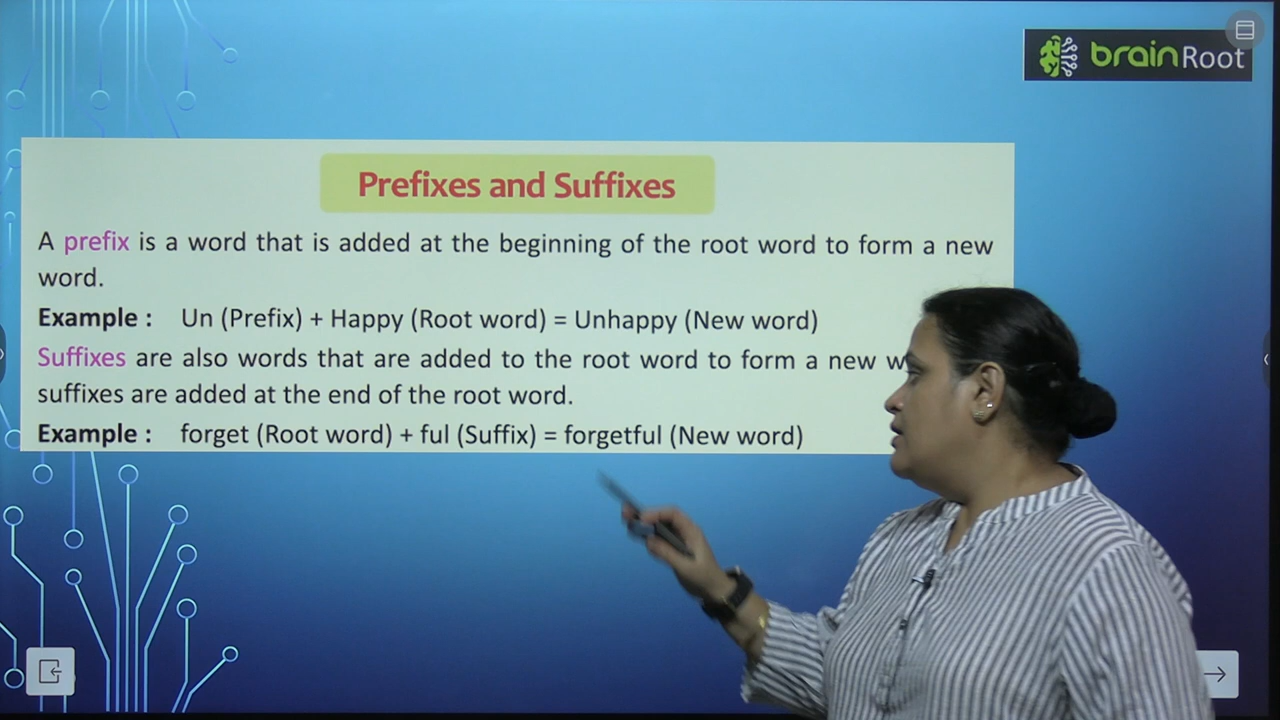 brainRoot
Prefixes and Suffixes
A prefix is a word that is added at the beginning of the root word to form a new
word.
Example : Un (Prefix) + Happy (Root word) = Unhappy (New word)
Suffixes are also words that are added to the root word to form a new
suffixes are added at the end of the root word.
Example : forget (Root word) + ful (Suffix) = forgetful (New word)